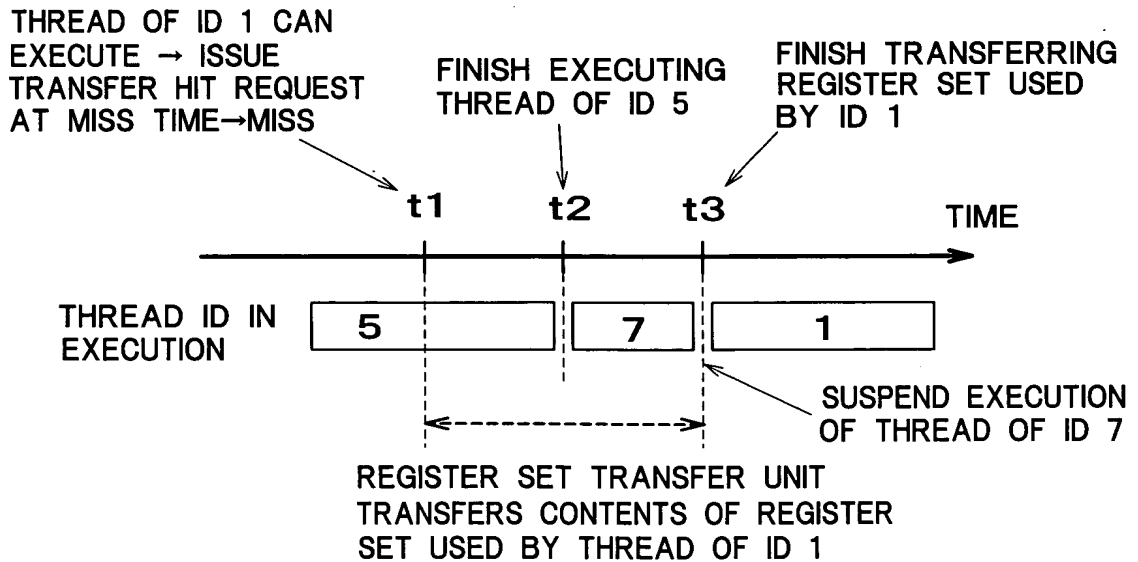 THREAD OF ID 1 CAN
EXECUTE → ISSUE
TRANSFER HIT REQUEST
AT MISS TIME→MISS
FINISH EXECUTING
THREAD OF ID 5
FINISH TRANSFERRING
REGISTER SET USED
BY ID 1
t1
t2
t3
TIME
THREAD ID IN
EXECUTION
5
7
1
SUSPEND EXECUTION
OF THREAD OF ID 7
REGISTER SET TRANSFER UNIT
TRANSFERS CONTENTS OF REGISTER
SET USED BY THREAD OF ID 1